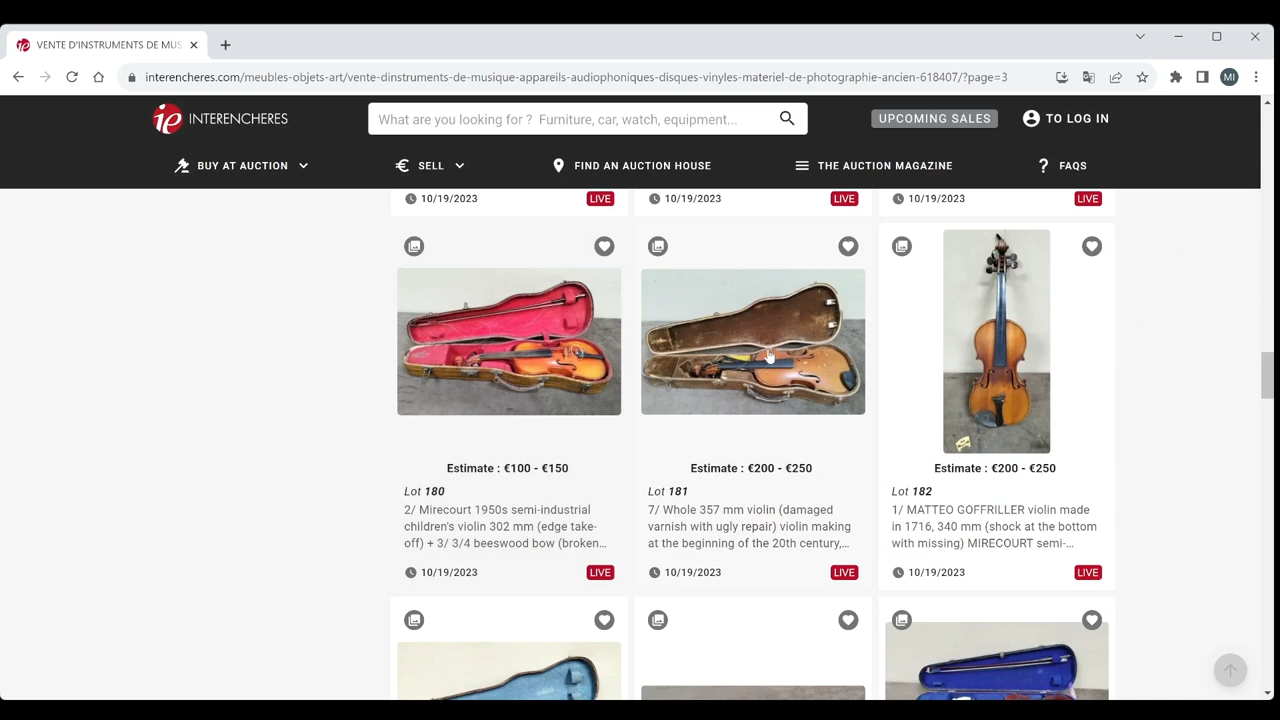 VENTE D'INSTRUMENTS DE MUS
interencheres.com/meubles-objets-art/vente-dinstruments-de-musique-appareils-audiophoniques-disques-vinyles-materiel-de-photographie-ancien-618407/?page=3
MI
ie INTERENCHERES
What are you looking for ? Furniture, car, watch, equipment...
UPCOMING SALES
TO LOG IN
BUY AT AUCTION
€ SELL
FIND AN AUCTION HOUSE
THE AUCTION MAGAZINE
? FAQS
10/19/2023 LIVE
10/19/2023 LIVE
10/19/2023 LIVE
Estimate : €100 - €150
Lot 180
2/ Mirecourt 1950s semi-industrial
children's violin 302 mm (edge take-
off) + 3/ 3/4 beeswood bow (broken...
10/19/2023 LIVE
Estimate : €200 - €250
Lot 181
7/ Whole 357 mm violin (damaged
varnish with ugly repair) violin making
at the beginning of the 20th century,...
10/19/2023 LIVE
Estimate : €200 - €250
Lot 182
1/ MATTEO GOFFRILLER violin made
in 1716, 340 mm (shock at the bottom
with missing) MIRECOURT semi-...
10/19/2023 LIVE